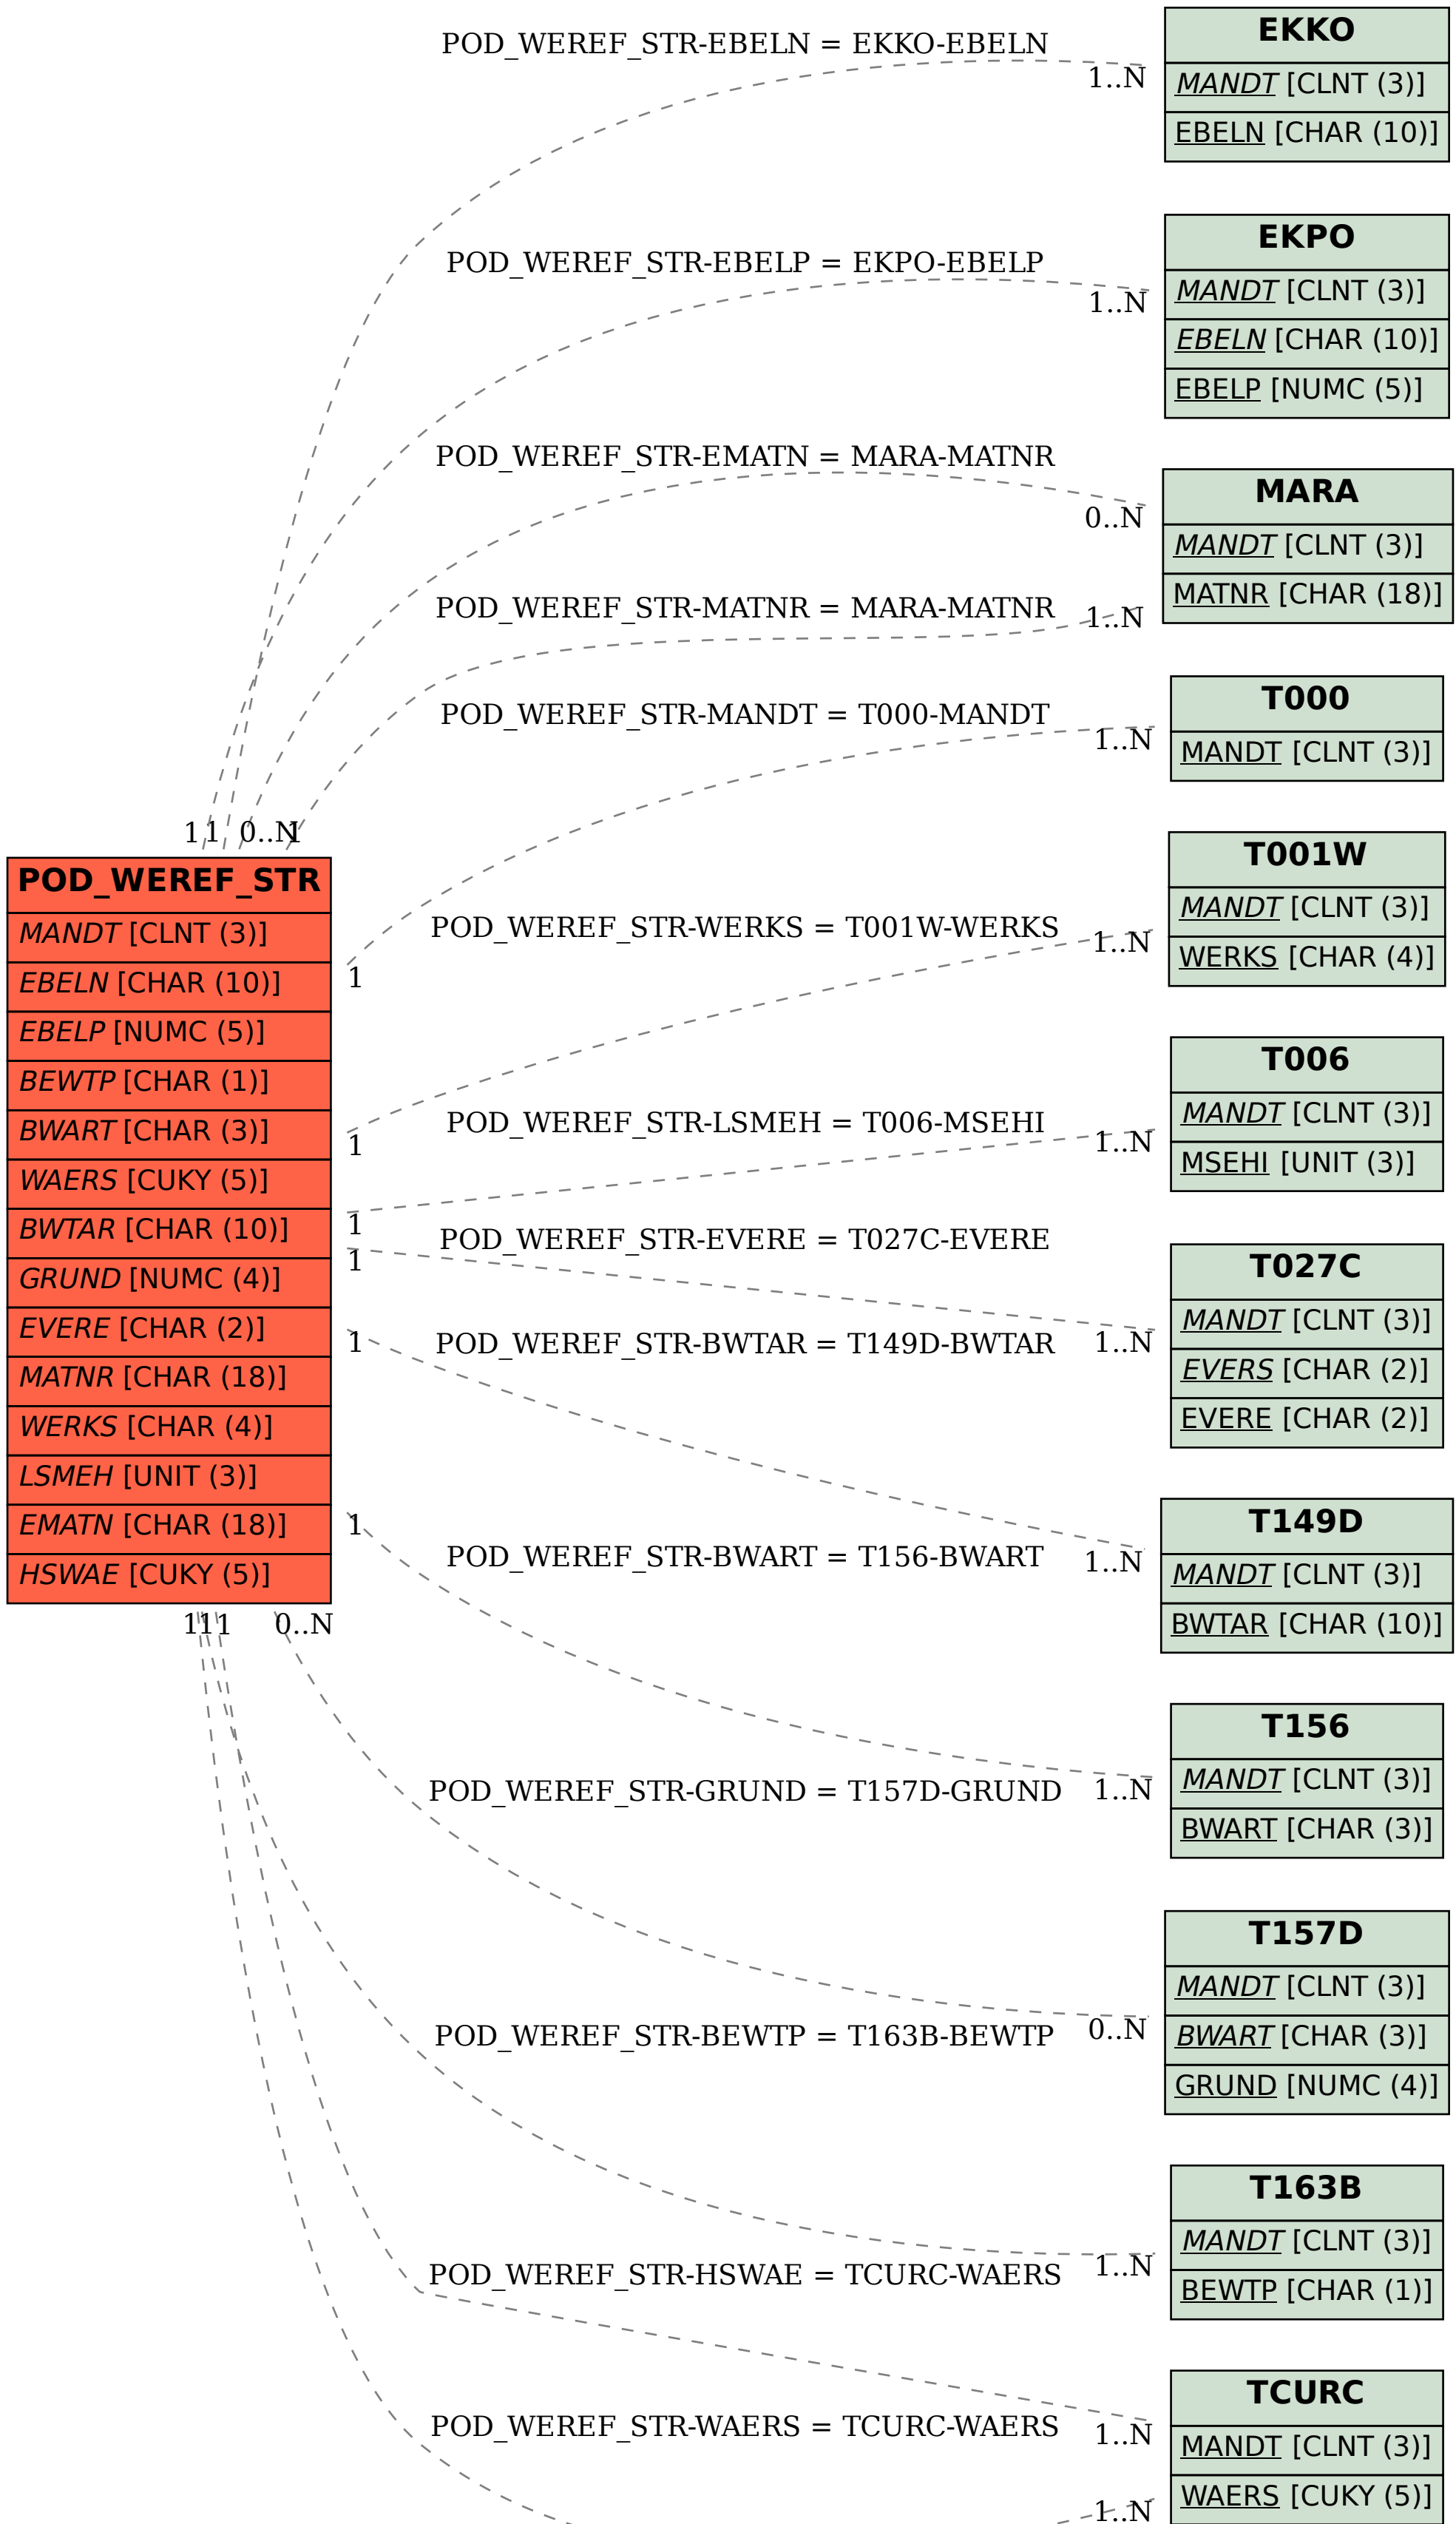 POD_WEREF_STR
MANDT [CLNT (3)]
EBELN [CHAR (10)]
EBELP [NUMC (5)]
BEWTP [CHAR (1)]
BWART [CHAR (3)]
WAERS [CUKY (5)]
BWTAR [CHAR (10)]
GRUND [NUMC (4)]
EVERE [CHAR (2)]
MATNR [CHAR (18)]
WERKS [CHAR (4)]
LSMEH [UNIT (3)]
EMATN [CHAR (18)]
HSWAE [CUKY (5)]
1
1
0..N
1
1
1
1
1
1
1
1
1
1
0..N
POD_WEREF_STR-EBELN = EKKO-EBELN
1..N
POD_WEREF_STR-EBELP = EKPO-EBELP
1..N
POD_WEREF_STR-EMATN = MARA-MATNR
0..N
POD_WEREF_STR-MATNR = MARA-MATNR
1..N
POD_WEREF_STR-MANDT = T000-MANDT
1..N
POD_WEREF_STR-WERKS = T001W-WERKS
1..N
POD_WEREF_STR-LSMEH = T006-MSEHI
1..N
POD_WEREF_STR-EVERE = T027C-EVERE
1..N
POD_WEREF_STR-BWTAR = T149D-BWTAR
1..N
POD_WEREF_STR-BWART = T156-BWART
1..N
POD_WEREF_STR-GRUND = T157D-GRUND
0..N
POD_WEREF_STR-BEWTP = T163B-BEWTP
1..N
POD_WEREF_STR-HSWAE = TCURC-WAERS
1..N
POD_WEREF_STR-WAERS = TCURC-WAERS
1..N
EKKO
MANDT [CLNT (3)]
EBELN [CHAR (10)]
EKPO
MANDT [CLNT (3)]
EBELN [CHAR (10)]
EBELP [NUMC (5)]
MARA
MANDT [CLNT (3)]
MATNR [CHAR (18)]
T000
MANDT [CLNT (3)]
T001W
MANDT [CLNT (3)]
WERKS [CHAR (4)]
T006
MANDT [CLNT (3)]
MSEHI [UNIT (3)]
T027C
MANDT [CLNT (3)]
EVERS [CHAR (2)]
EVERE [CHAR (2)]
T149D
MANDT [CLNT (3)]
BWTAR [CHAR (10)]
T156
MANDT [CLNT (3)]
BWART [CHAR (3)]
T157D
MANDT [CLNT (3)]
BWART [CHAR (3)]
GRUND [NUMC (4)]
T163B
MANDT [CLNT (3)]
BEWTP [CHAR (1)]
TCURC
MANDT [CLNT (3)]
WAERS [CUKY (5)]